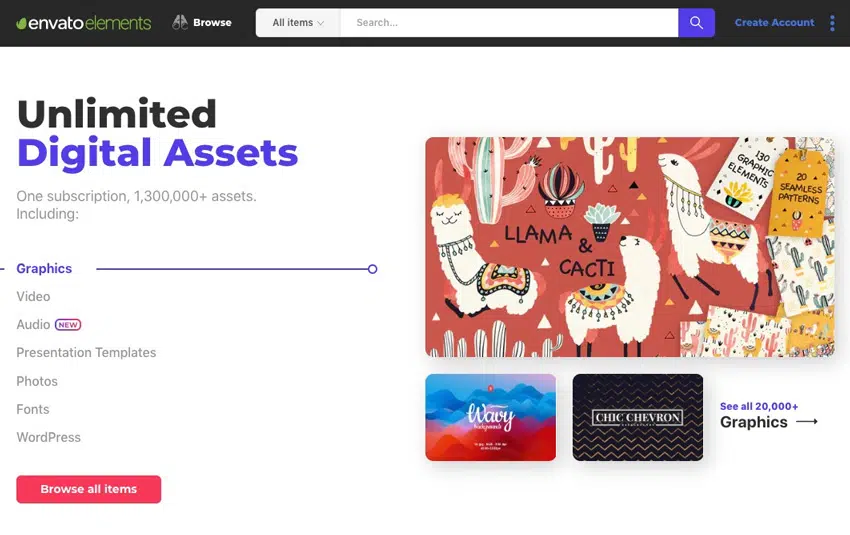 envato elements
Browse
All items
Search...
Create Account
Unlimited
Digital Assets
One subscription, 1,300,000+ assets.
Including:
Graphics
Video
Audio NEW
Presentation Templates
Photos
Fonts
WordPress
Browse all items
LLAMA
&
CACTI
130
GRAPHIC
ELEMENTS
20
SEAMLESS
PATTERNS
Wavy
backgrounds
CHIC CHEVRON
See all 20,000+
Graphics